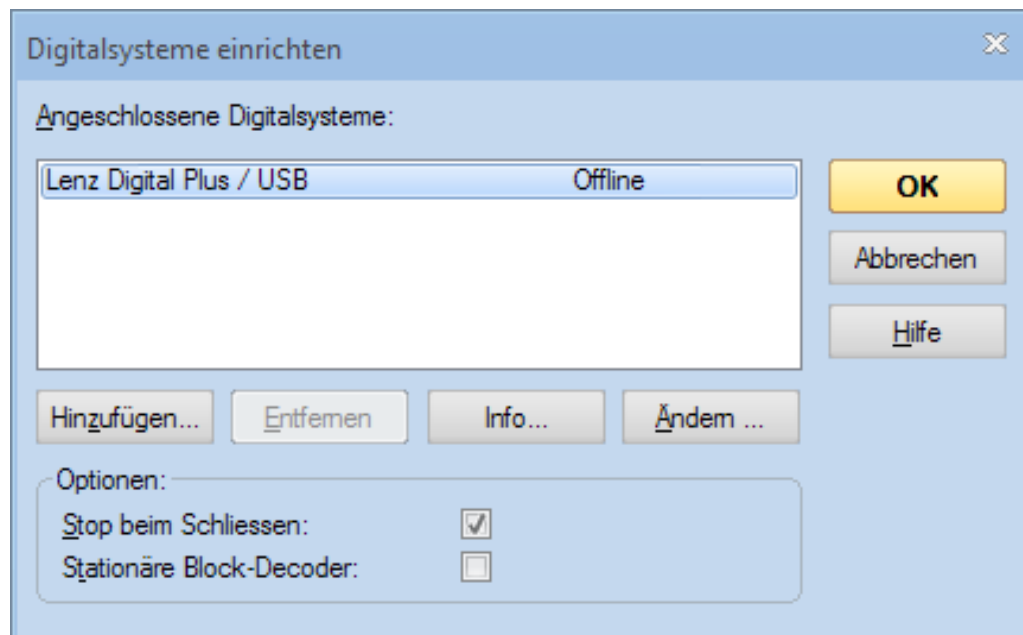 Digitalsysteme einrichten
Angeschlossene Digitalsysteme:
Lenz Digital Plus / USB Offline
OK
Abbrechen
Hilfe
Hinzufügen... Entfernen Info... Ändern ...
Optionen:
Stop beim Schliessen:
Stationäre Block-Decoder: